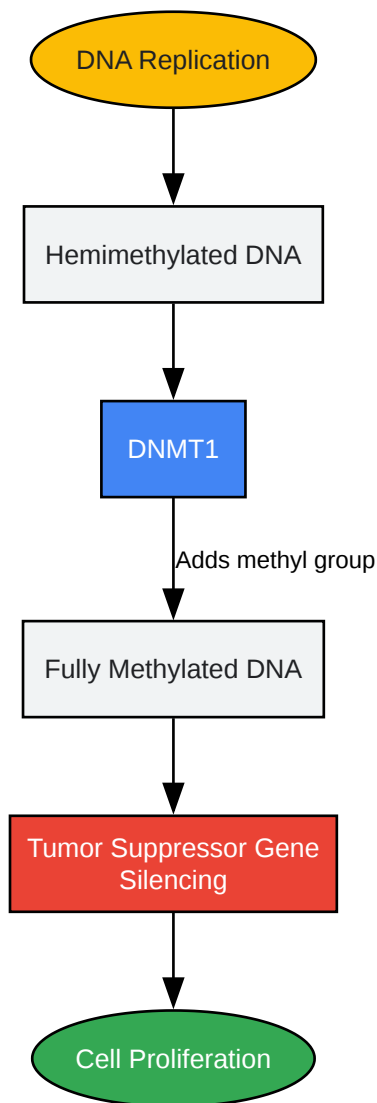 DNA Replication
Hemimethylated DNA
DNMT1
Adds methyl group
Fully Methylated DNA
Tumor Suppressor Gene
Silencing
Cell Proliferation